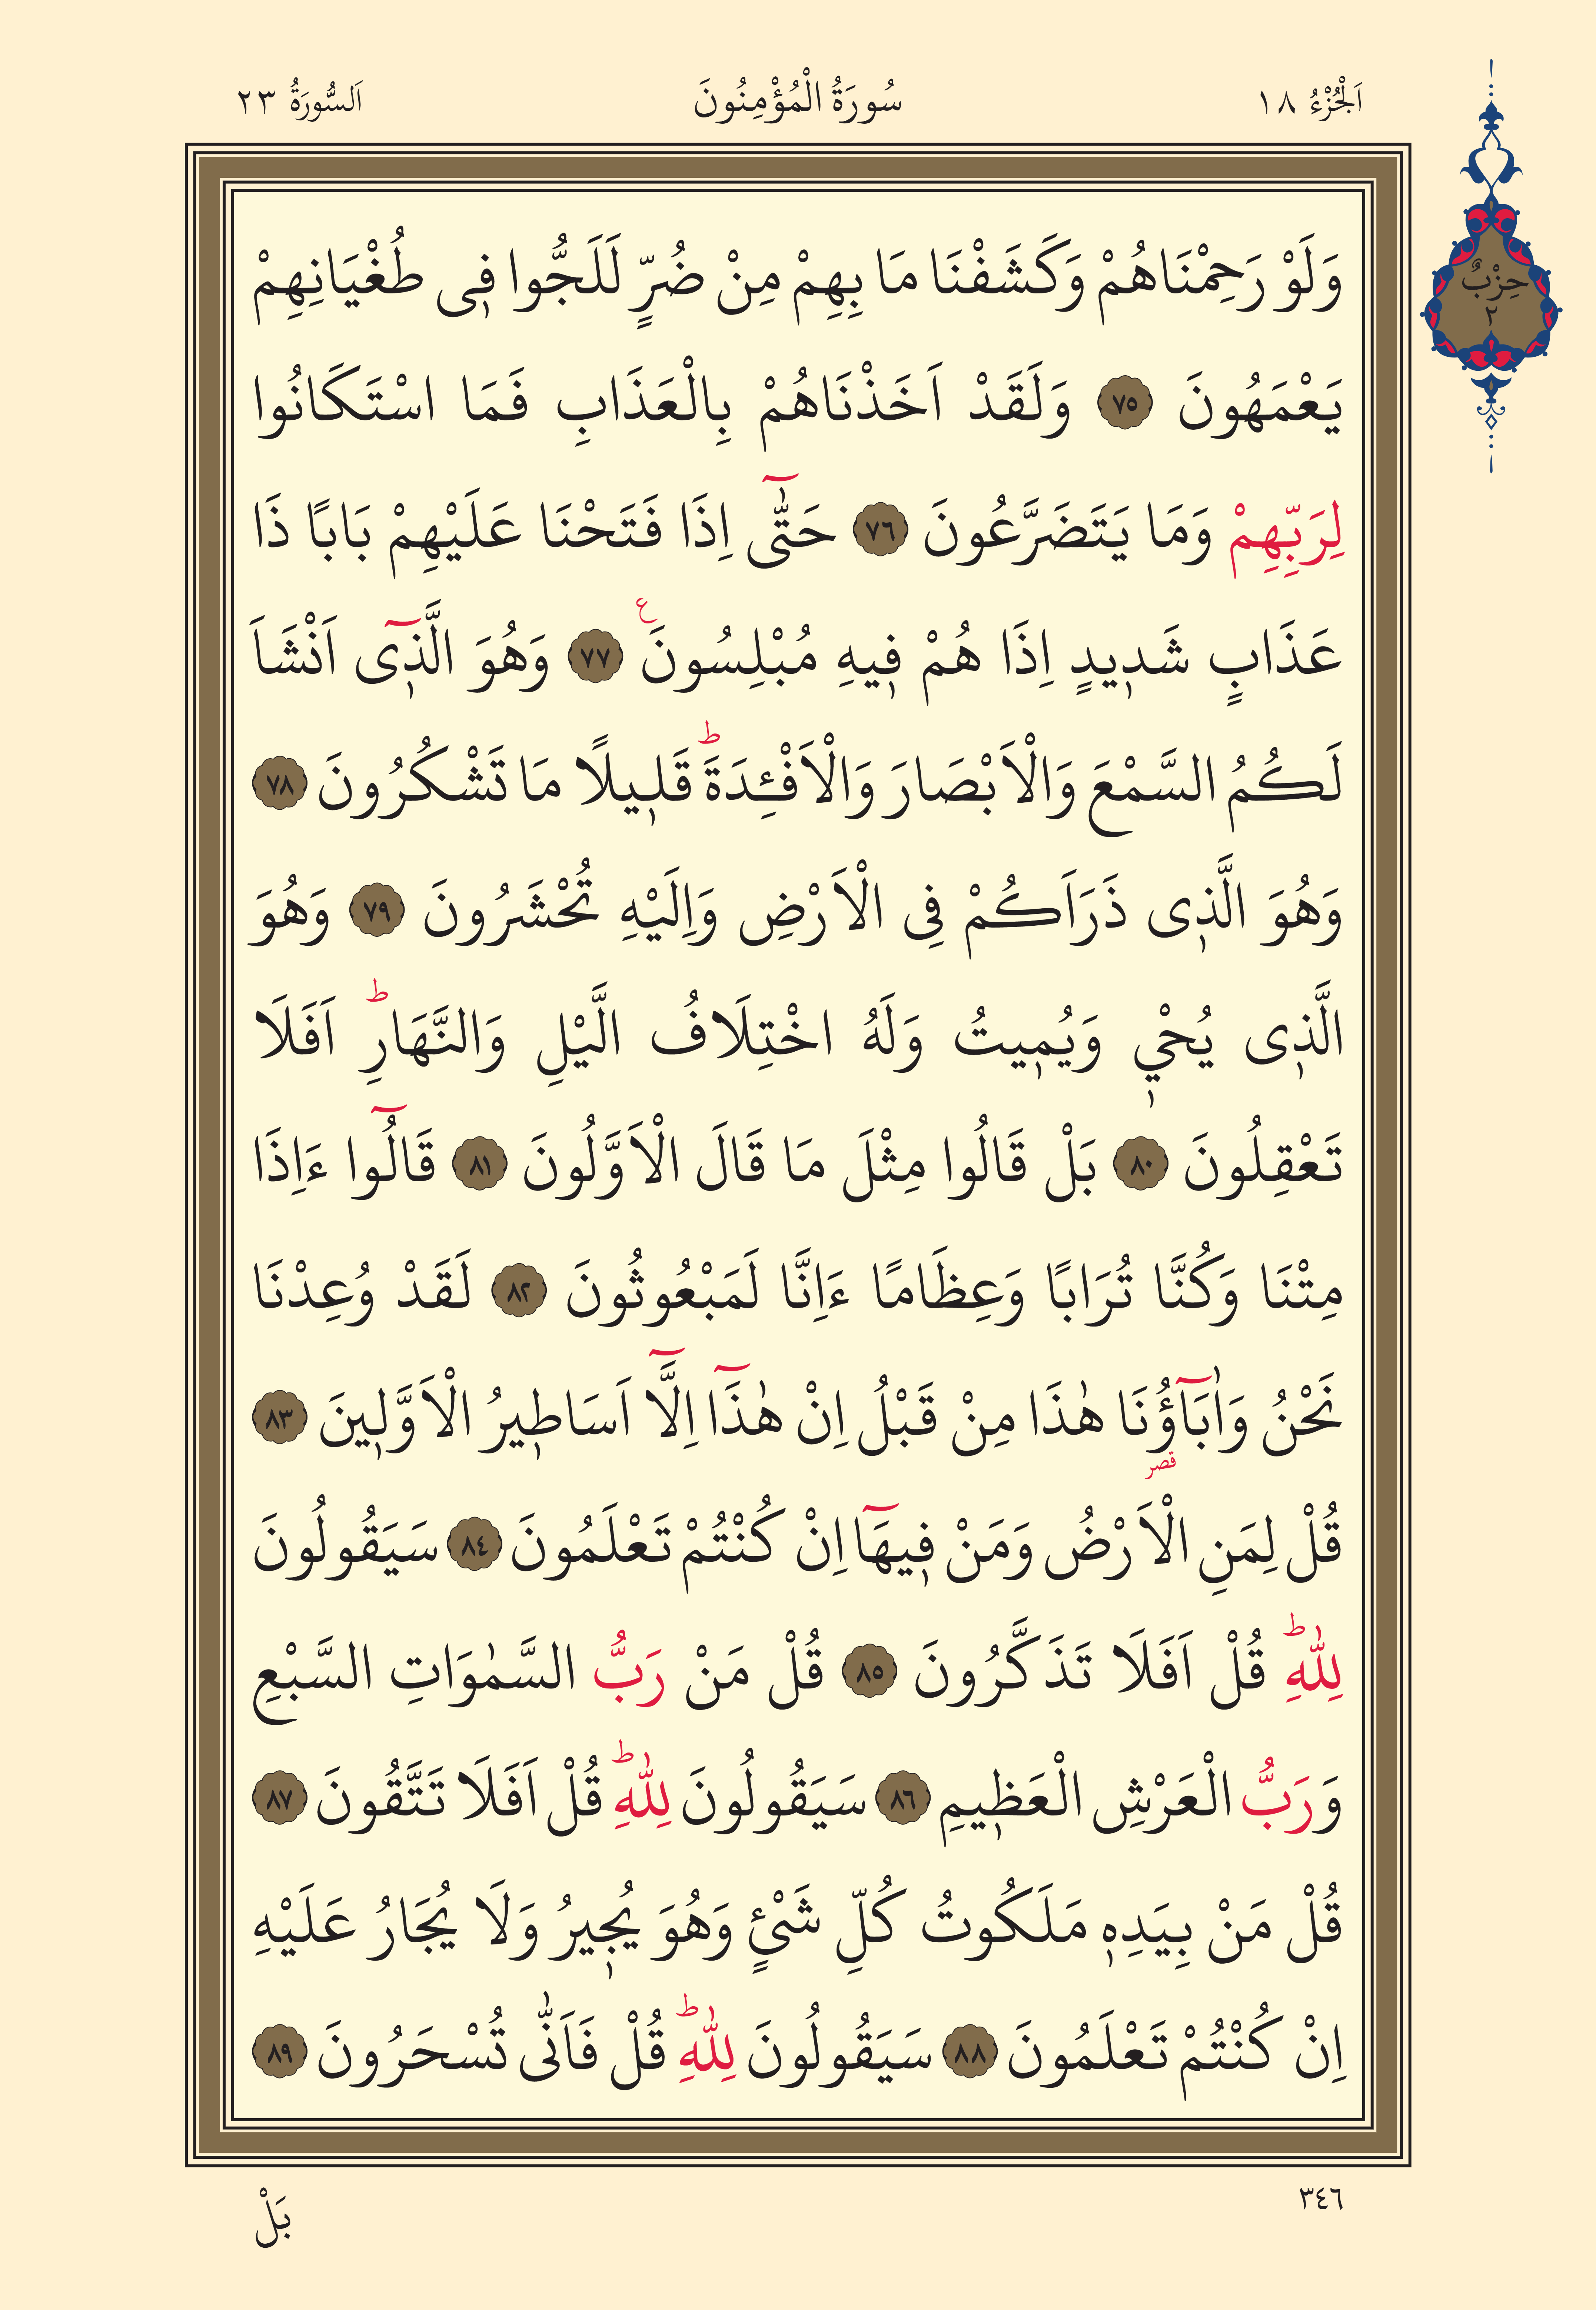 اَلْجُزْءُ ١٨
سُورَةُ الْمُؤْمِنُونَ
اَلسُّورَةُ ٢٣
حِزْبٌ
٢
وَلَوْ رَحِمْنَاهُمْ وَكَشَفْنَا مَا بِهِمْ مِنْ ضُرٍّ لَلَجُّوا فٖى طُغْيَانِهِمْ
يَعْمَهُونَ ٧٥ وَلَقَدْ اَخَذْنَاهُمْ بِالْعَذَابِ فَمَا اسْتَكَانُوا
لِرَبِّهِمْ وَمَا يَتَضَرَّعُونَ ٧٦ حَتّٰٓى اِذَا فَتَحْنَا عَلَيْهِمْ بَابًا ذَا
عَذَابٍ شَدٖيدٍ اِذَا هُمْ فٖيهِ مُبْلِسُونَ ع ٧٧ وَهُوَ الَّذٖٓى اَنْشَاَ
لَكُمُ السَّمْعَ وَالْاَبْصَارَ وَالْاَفْـِٔدَةَ ط قَلٖيلًا مَا تَشْكُرُونَ ٧٨
وَهُوَ الَّذٖى ذَرَاَكُمْ فِى الْاَرْضِ وَاِلَيْهِ تُحْشَرُونَ ٧٩ وَهُوَ
الَّذٖى يُحْيٖ وَيُمٖيتُ وَلَهُ اخْتِلَافُ الَّيْلِ وَالنَّهَارِ ط اَفَلَا
تَعْقِلُونَ ٨٠ بَلْ قَالُوا مِثْلَ مَا قَالَ الْاَوَّلُونَ ٨١ قَالُٓوا ءَاِذَا
مِتْنَا وَكُنَّا تُرَابًا وَعِظَامًا ءَاِنَّا لَمَبْعُوثُونَ ٨٢ لَقَدْ وُعِدْنَا
نَحْنُ وَاٰبَٓاؤُنَا هٰذَا مِنْ قَبْلُ اِنْ هٰذَٓا اِلَّٓا اَسَاطٖيرُ الْاَوَّلٖينَ ٨٣
قُلْ لِمَنِ الْاَرْضُ وَمَنْ فٖيهَٓا اِنْ كُنْتُمْ تَعْلَمُونَ ٨٤ سَيَقُولُونَ
لِلّٰهِ ط قُلْ اَفَلَا تَذَكَّرُونَ ٨٥ قُلْ مَنْ رَبُّ السَّمٰوَاتِ السَّبْعِ
وَرَبُّ الْعَرْشِ الْعَظٖيمِ ٨٦ سَيَقُولُونَ لِلّٰهِ ط قُلْ اَفَلَا تَتَّقُونَ ٨٧
قُلْ مَنْ بِيَدِهٖ مَلَكُوتُ كُلِّ شَىْءٍ وَهُوَ يُجٖيرُ وَلَا يُجَارُ عَلَيْهِ
اِنْ كُنْتُمْ تَعْلَمُونَ ٨٨ سَيَقُولُونَ لِلّٰهِ ط قُلْ فَاَنّٰى تُسْحَرُونَ ٨٩
قصر
٣٤٦
بَلْ